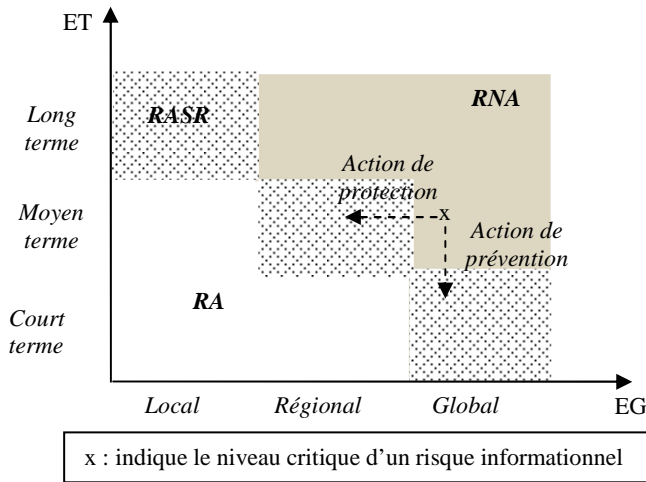 ET
Long
terme
RASR
RNA
Action de
protection
Moyen
terme
x
Action de
prévention
RA
Court
terme
Local Régional Global EG
x : indique le niveau critique d'un risque informationnel